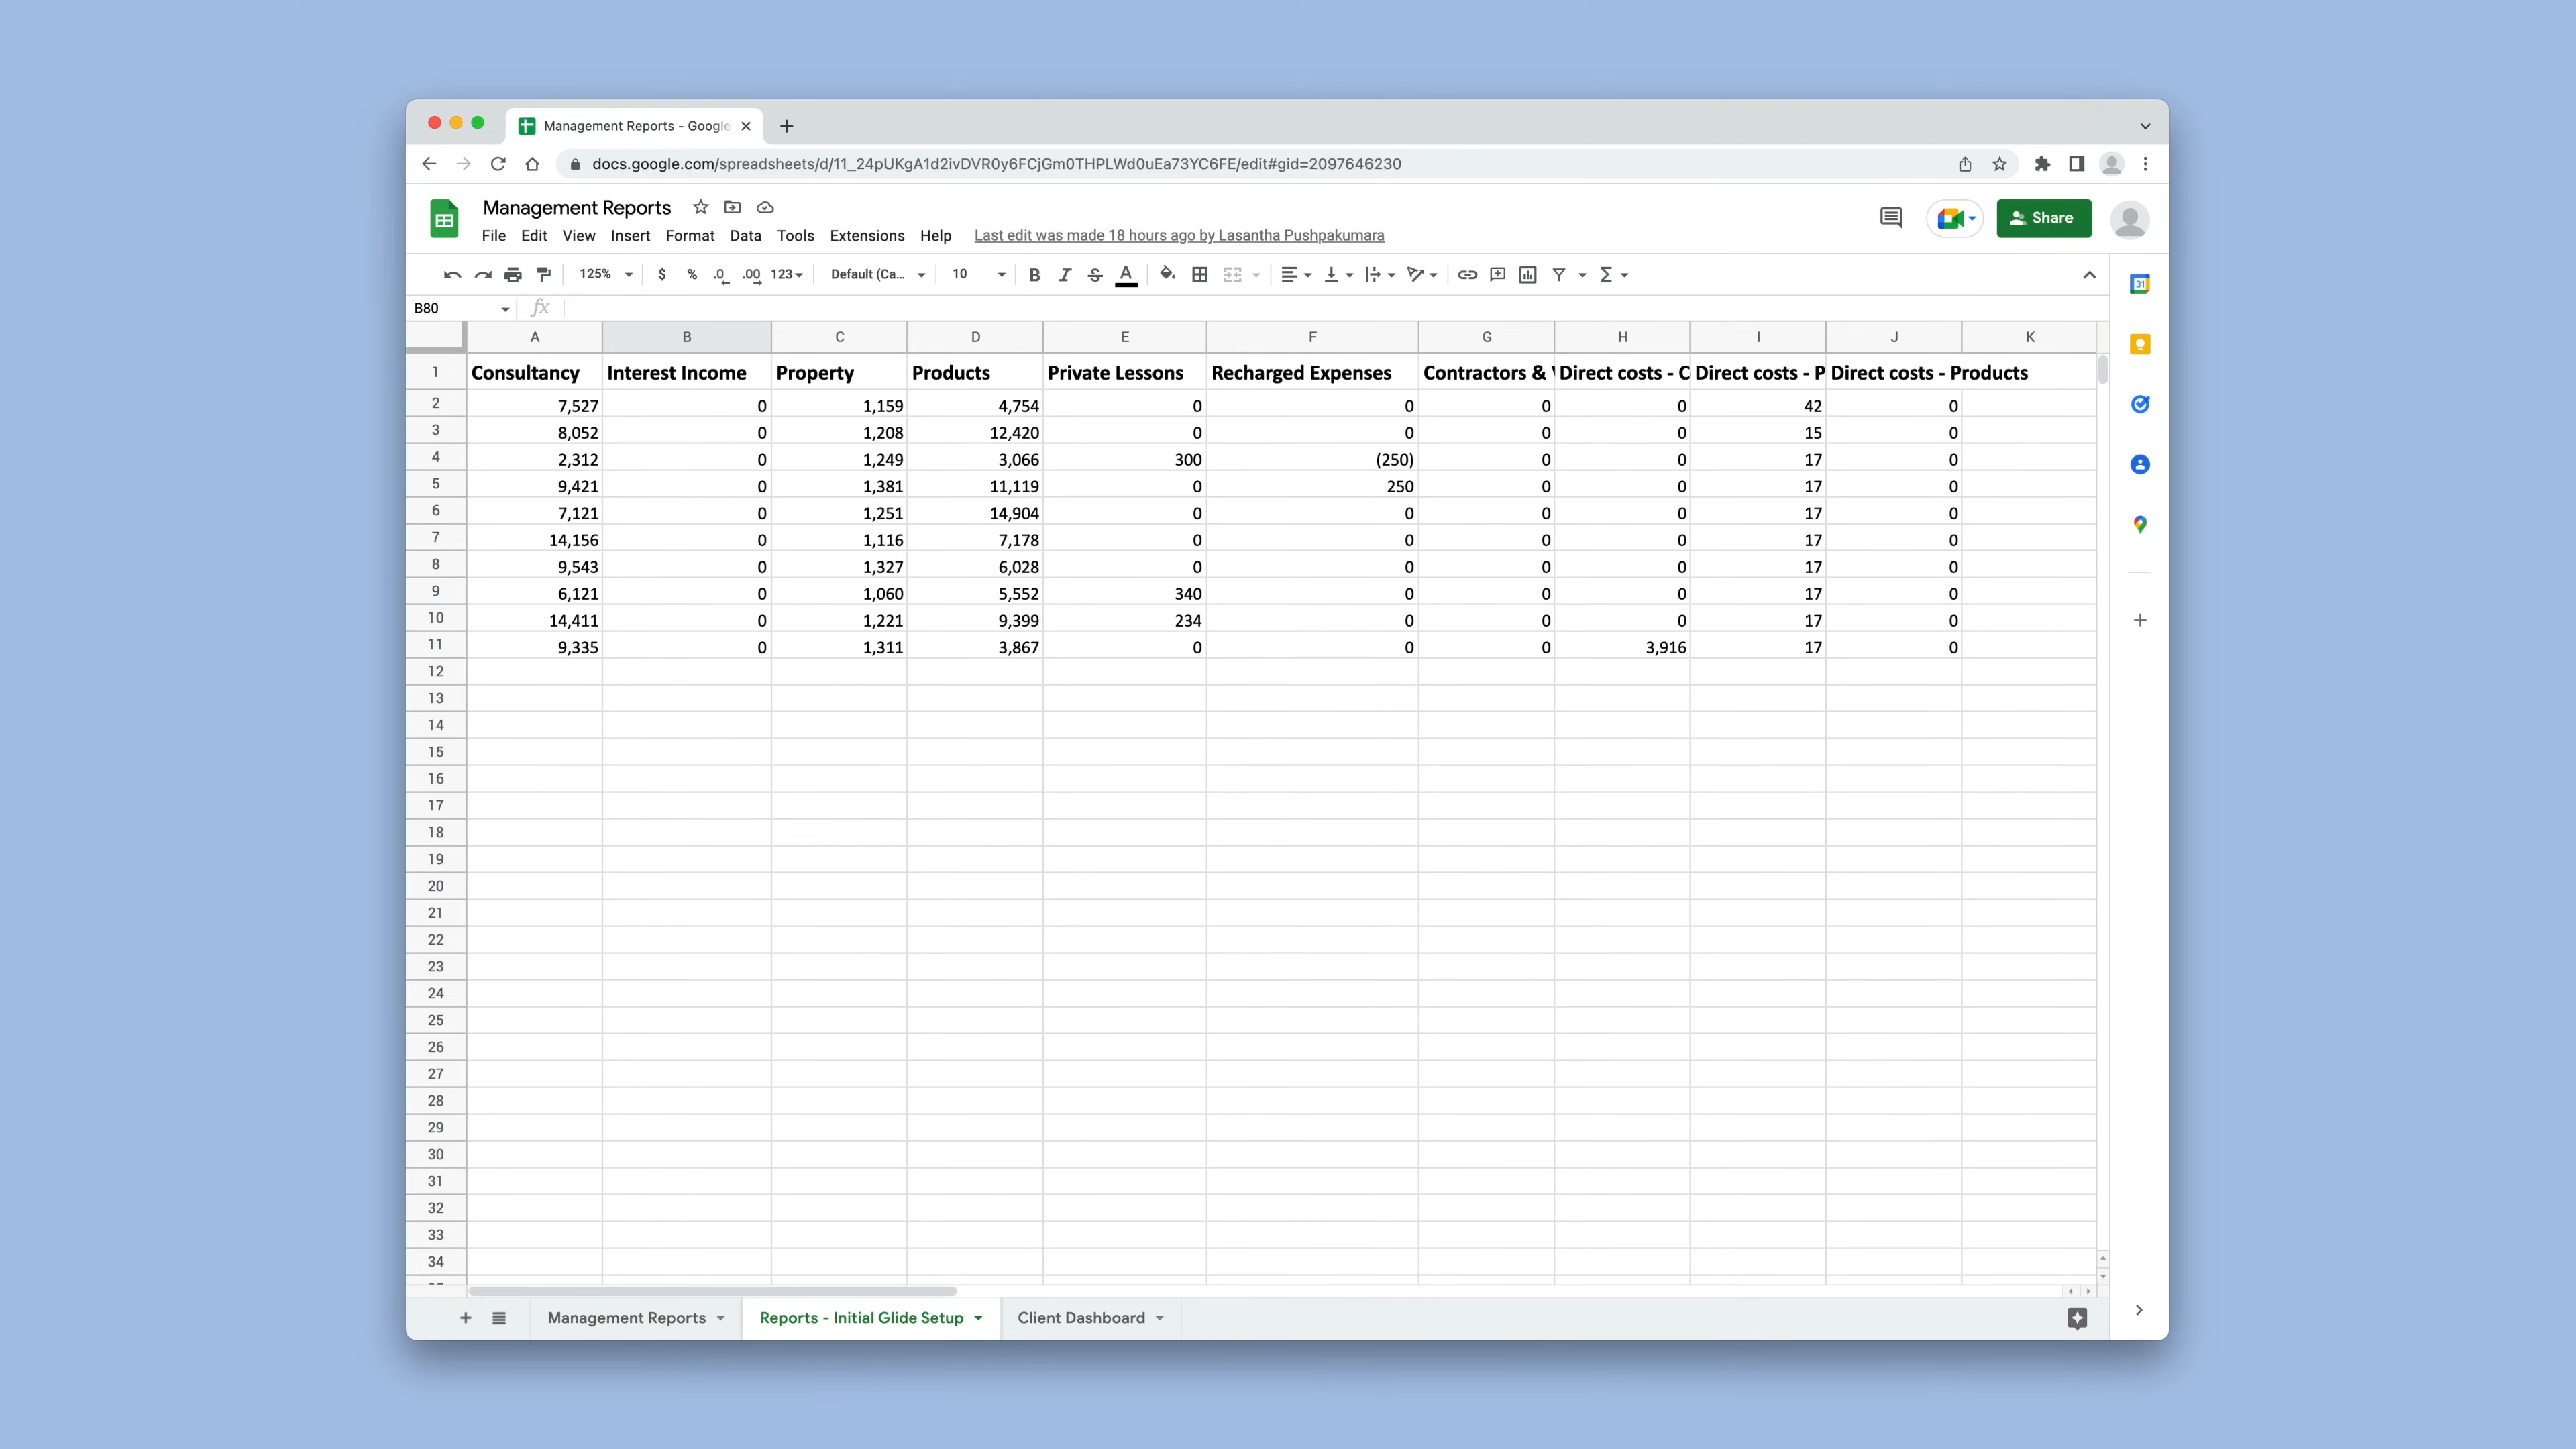 Management Reports - Google
docs.google.com/spreadsheets/d/11_24pUKgA1d2ivDVR0y6FCjGm0THPLWd0uEa73YC6FE/edit#gid=2097646230
Management Reports
File Edit View Insert Format Data Tools Extensions Help Last edit was made 18 hours ago by Lasantha Pushpakumara
Share
125% $ % .0 .00 123 Default (Ca... 10 B I S A
31
B80 fx
A B C D E F G H I J K
1 Consultancy Interest Income Property Products Private Lessons Recharged Expenses Contractors & Direct costs - C Direct costs - P Direct costs - Products
2 7,527 0 1,159 4,754 0 0 0 0 42 0
3 8,052 0 1,208 12,420 0 0 0 0 15 0
4 2,312 0 1,249 3,066 300 (250) 0 0 17 0
5 9,421 0 1,381 11,119 0 250 0 0 17 0
6 7,121 0 1,251 14,904 0 0 0 0 17 0
7 14,156 0 1,116 7,178 0 0 0 0 17 0
8 9,543 0 1,327 6,028 0 0 0 0 17 0
9 6,121 0 1,060 5,552 340 0 0 0 17 0
10 14,411 0 1,221 9,399 234 0 0 0 17 0
11 9,335 0 1,311 3,867 0 0 0 3,916 17 0
12
13
14
15
16
17
18
19
20
21
22
23
24
25
26
27
28
29
30
31
32
33
34
Management Reports Reports - Initial Glide Setup Client Dashboard